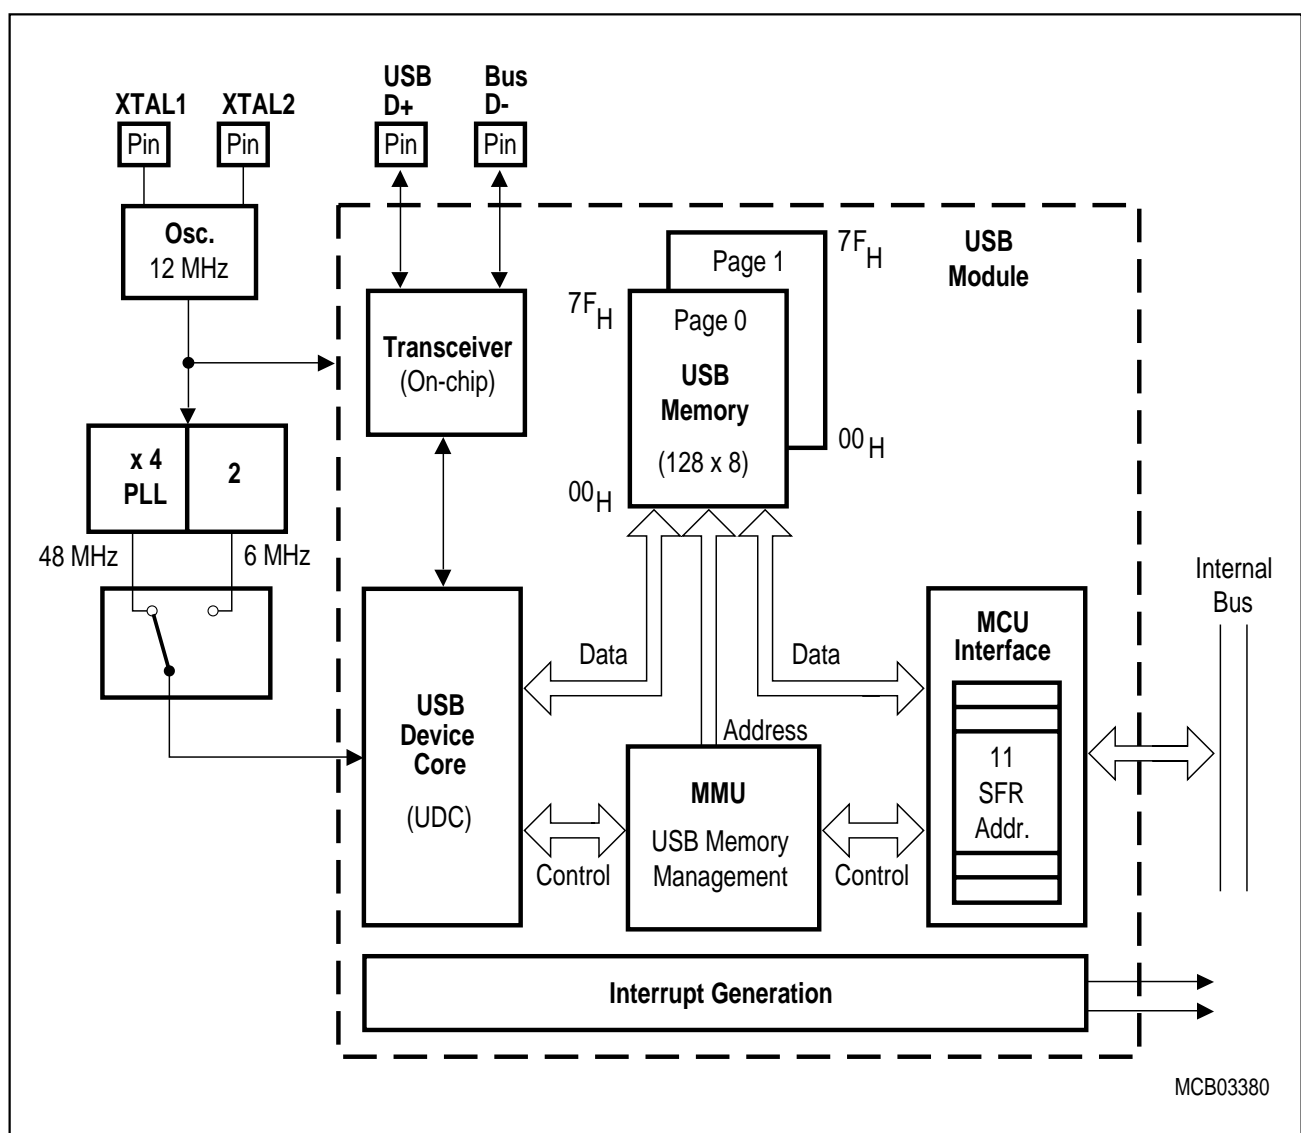 XTAL1
XTAL2
USB D+
Bus D-
Pin
Pin
Pin
Pin
Osc.
12 MHz
USB
Module
Page 1
7FH
7FH
Page 0
USB
Memory
(128 x 8)
00H
00H
Transceiver
(On-chip)
x 4
PLL
2
48 MHz
6 MHz
Internal
Bus
MCU
Interface
Data
Data
USB
Device
Core
(UDC)
Address
11
SFR
Addr.
MMU
USB Memory
Management
Control
Control
Interrupt Generation
MCB03380